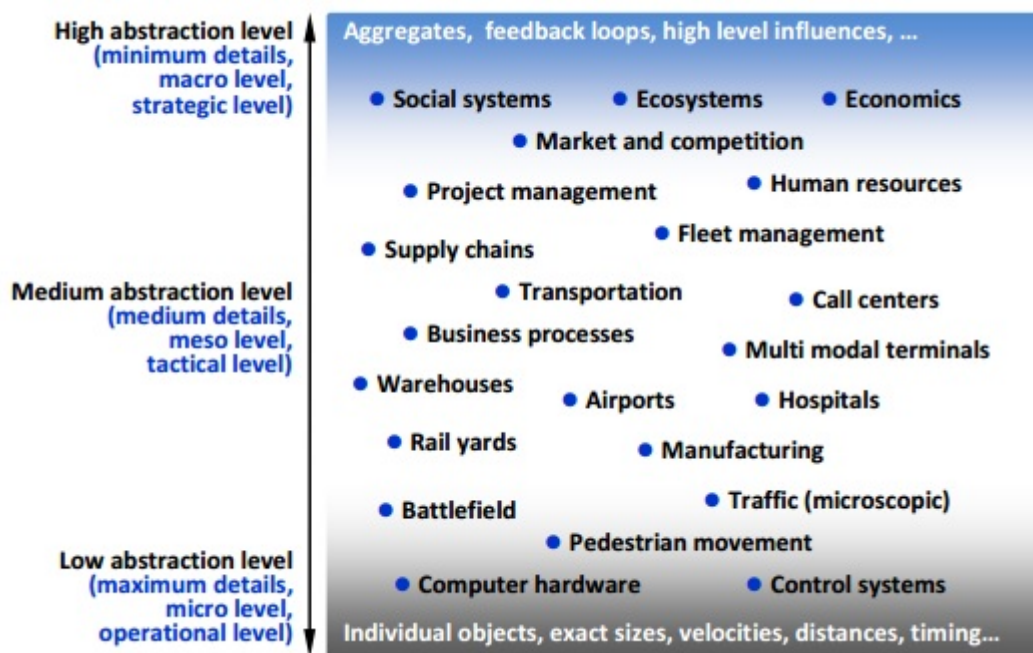 High abstraction level
(minimum details,
macro level,
strategic level)
Aggregates, feedback loops, high level influences, ...
Social systems
Ecosystems
Economics
Market and competition
Project management
Human resources
Supply chains
Fleet management
Medium abstraction level
(medium details,
meso level,
tactical level)
Transportation
Call centers
Business processes
Multi modal terminals
Warehouses
Airports
Hospitals
Rail yards
Manufacturing
Battlefield
Traffic (microscopic)
Pedestrian movement
Low abstraction level
(maximum details,
micro level,
operational level)
Computer hardware
Control systems
Individual objects, exact sizes, velocities, distances, timing...